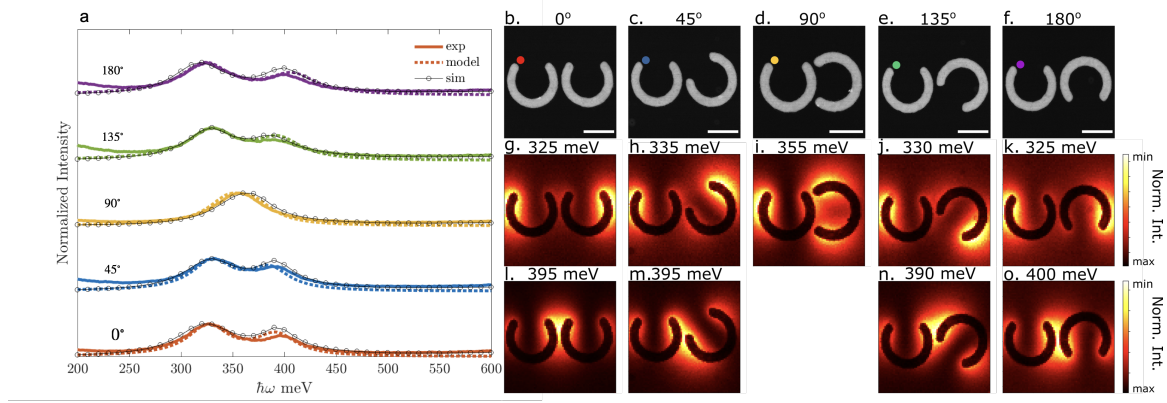 a
180°
135°
90°
45°
0°
exp
model
sim
Normalized Intensity
200 250 300 350 400 450 500 550 600
ħω meV
b. 0° c. 45° d. 90° e. 135° f. 180°
g. 325 meV h. 335 meV i. 355 meV j. 330 meV k. 325 meV
min
Norm. Int.
max
l. 395 meV m. 395 meV n. 390 meV o. 400 meV
min
Norm. Int.
max